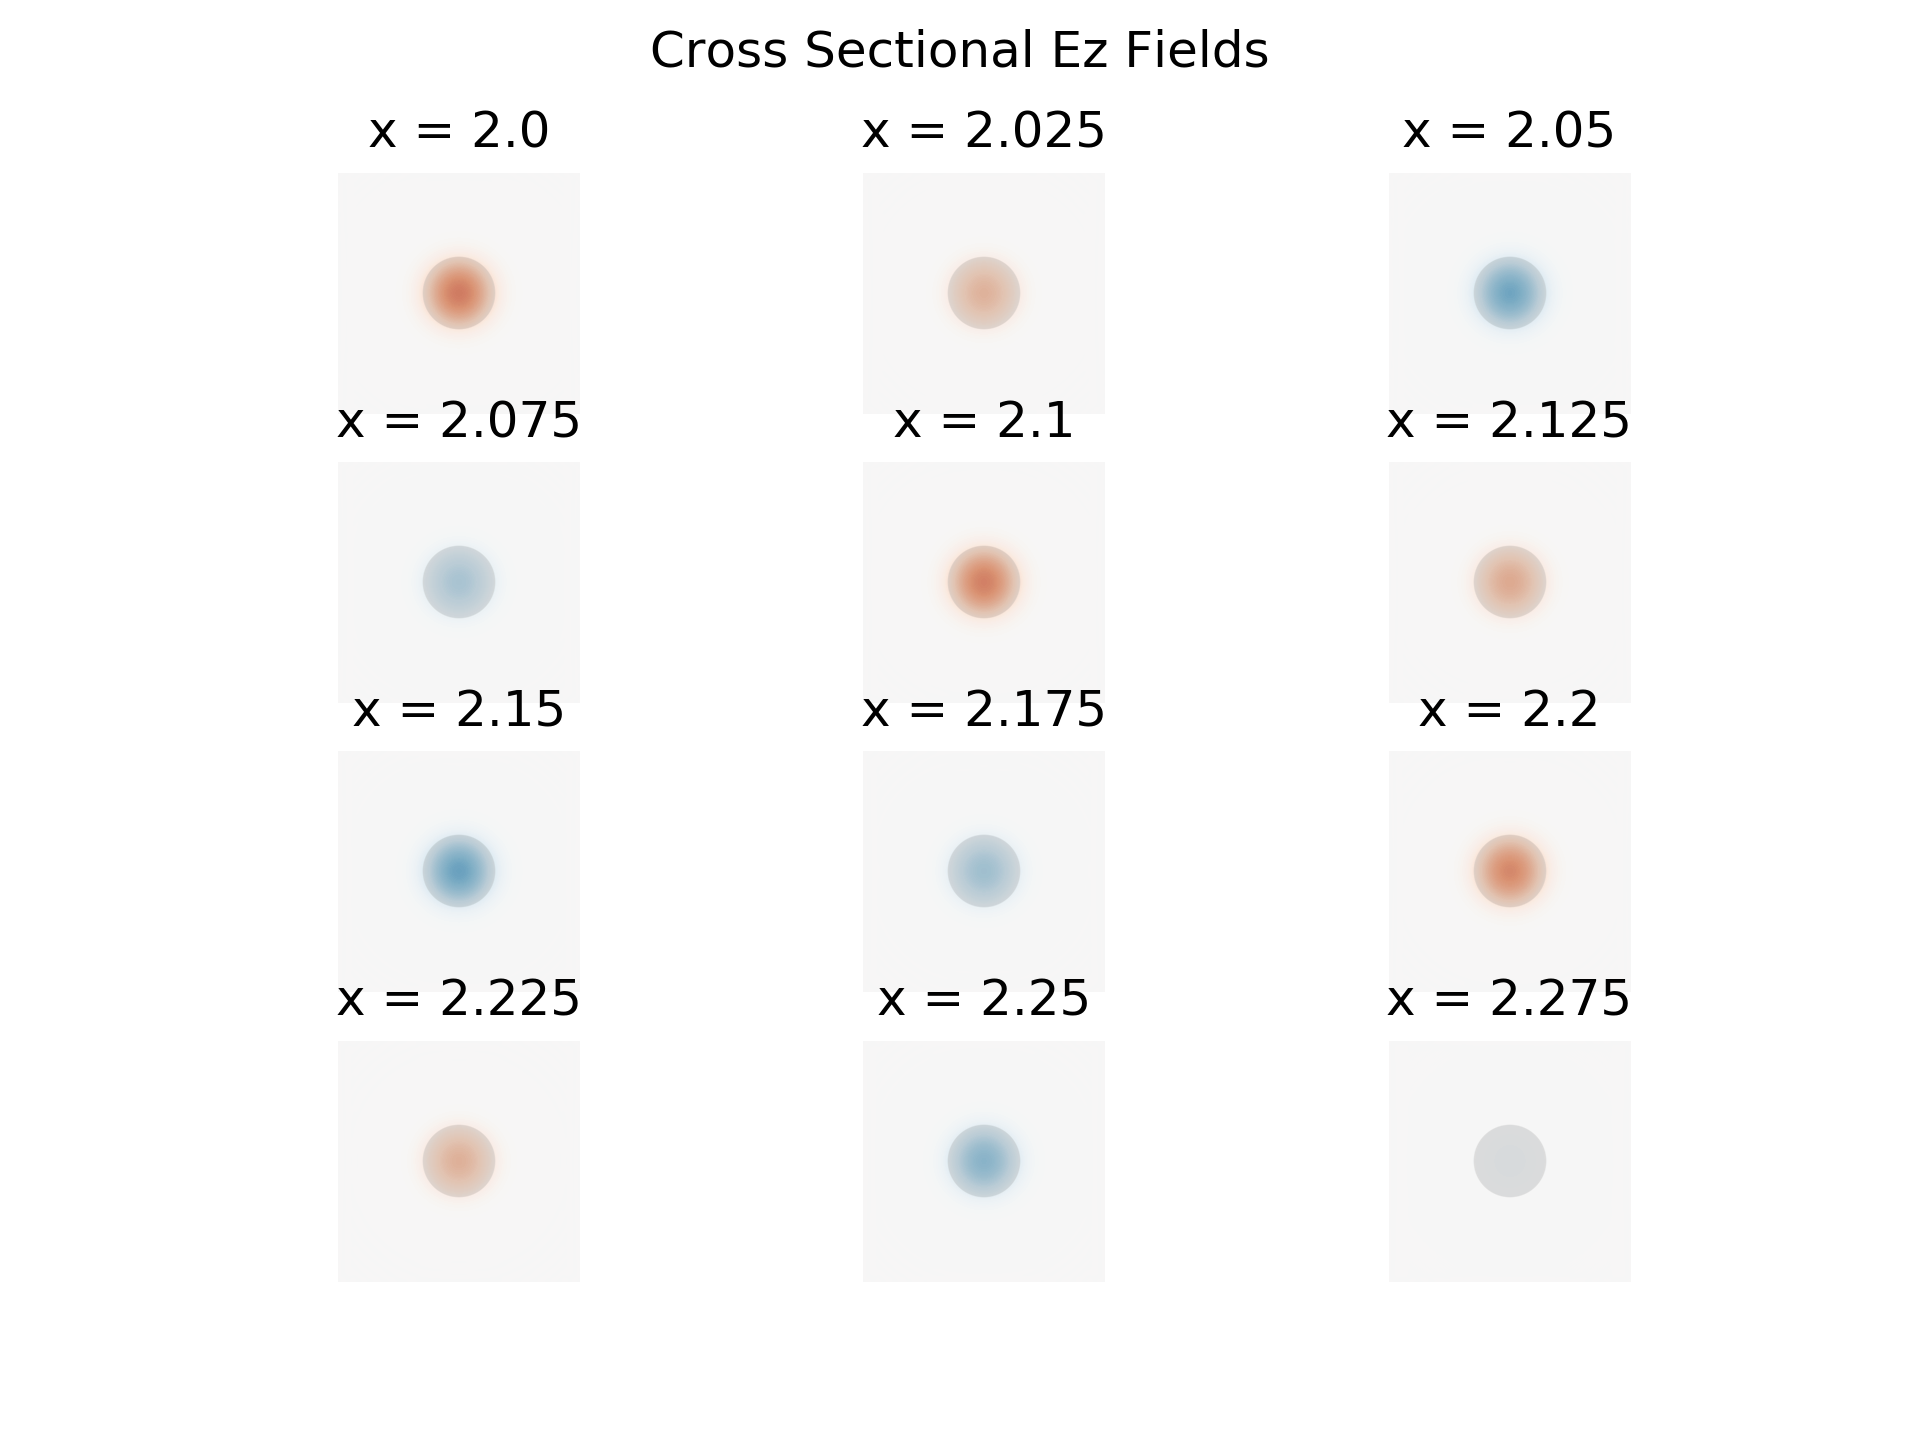 Cross Sectional Ez Fields
x = 2.0
x = 2.025
x = 2.05
x = 2.075
x = 2.1
x = 2.125
x = 2.15
x = 2.175
x = 2.2
x = 2.225
x = 2.25
x = 2.275